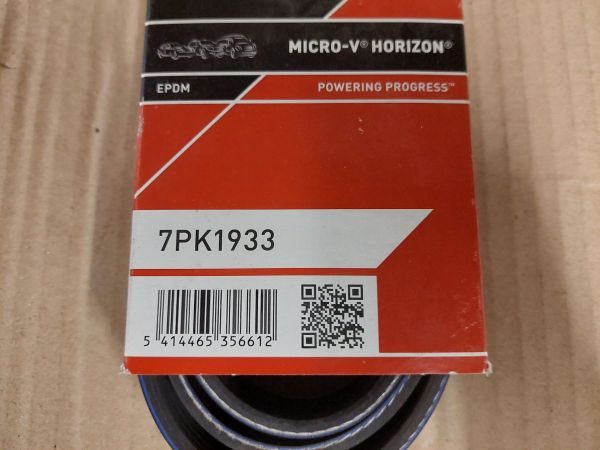 MICRO-V® HORIZON®
EPDM
POWERING PROGRESS™
7PK1933
5 414465 356612